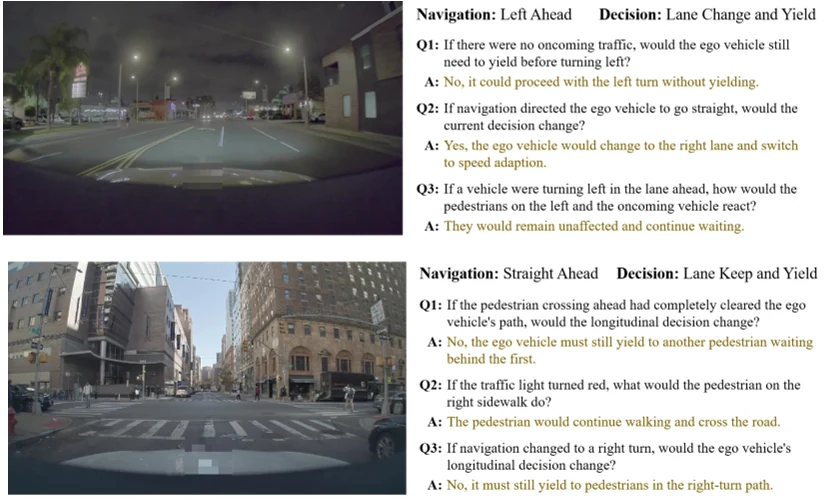 Navigation: Left Ahead Decision: Lane Change and Yield
Q1: If there were no oncoming traffic, would the ego vehicle still
need to yield before turning left?
A: No, it could proceed with the left turn without yielding.
Q2: If navigation directed the ego vehicle to go straight, would the
current decision change?
A: Yes, the ego vehicle would change to the right lane and switch
to speed adaption.
Q3: If a vehicle were turning left in the lane ahead, how would the
pedestrians on the left and the oncoming vehicle react?
A: They would remain unaffected and continue waiting.
Navigation: Straight Ahead Decision: Lane Keep and Yield
Q1: If the pedestrian crossing ahead had completely cleared the ego
vehicle's path, would the longitudinal decision change?
A: No, the ego vehicle must still yield to another pedestrian waiting
behind the first.
Q2: If the traffic light turned red, what would the pedestrian on the
right sidewalk do?
A: The pedestrian would continue walking and cross the road.
Q3: If navigation changed to a right turn, would the ego vehicle's
longitudinal decision change?
A: No, it must still yield to pedestrians in the right-turn path.